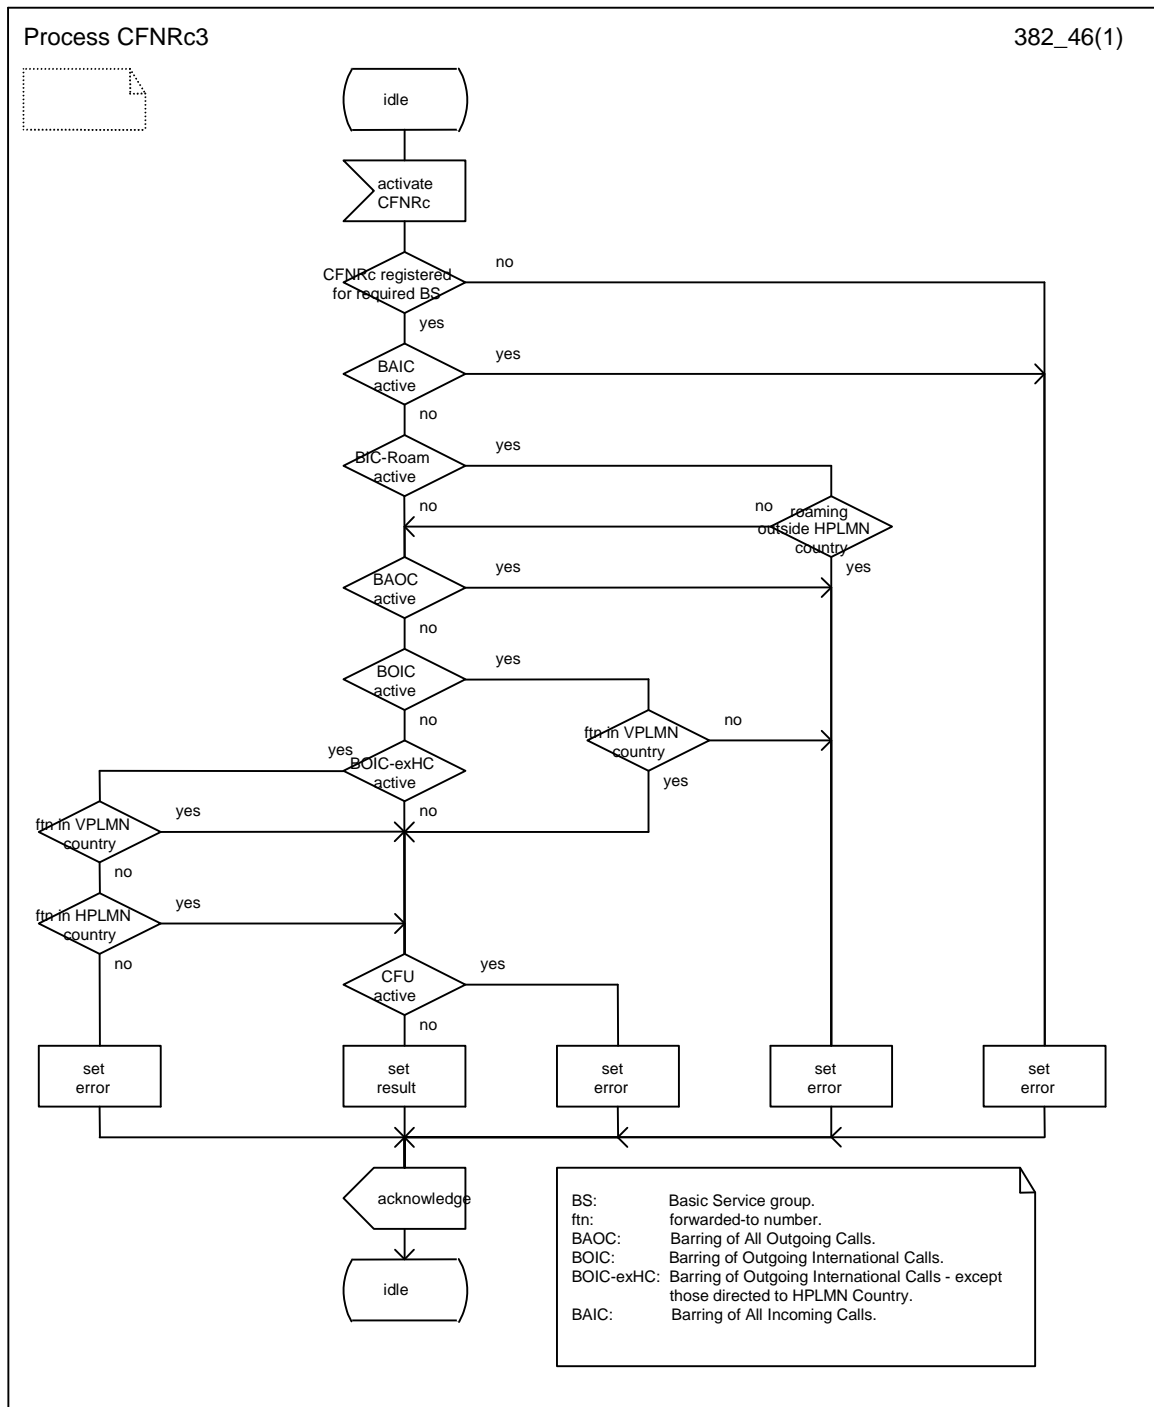 Process CFNRc3
382_46(1)
idle
activate
CFNRc
CFNRc registered
for required BS
no
yes
BAIC
active
yes
no
BIC-Roam
active
yes
no
no
roaming
outside HPLMN
country
yes
BAOC
active
yes
no
BOIC
active
yes
no
ftn in VPLMN
country
no
yes
yes
BOIC-exHC
active
no
ftn in VPLMN
country
yes
no
ftn in HPLMN
country
yes
no
CFU
active
yes
no
set
error
set
result
set
error
set
error
set
error
acknowledge
idle
BS: Basic Service group.
ftn: forwarded-to number.
BAOC: Barring of All Outgoing Calls.
BOIC: Barring of Outgoing International Calls.
BOIC-exHC: Barring of Outgoing International Calls - except
those directed to HPLMN Country.
BAIC: Barring of All Incoming Calls.